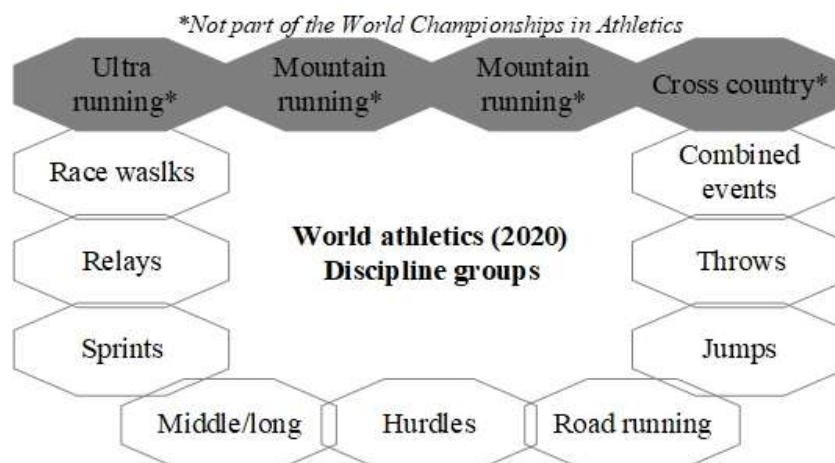 *Not part of the World Championships in Athletics
Ultra
running*
Mountain
running*
Mountain
running*
Cross country*
Race waslks
Combined
events
World athletics (2020)
Discipline groups
Relays
Throws
Sprints
Jumps
Middle/long
Hurdles
Road running